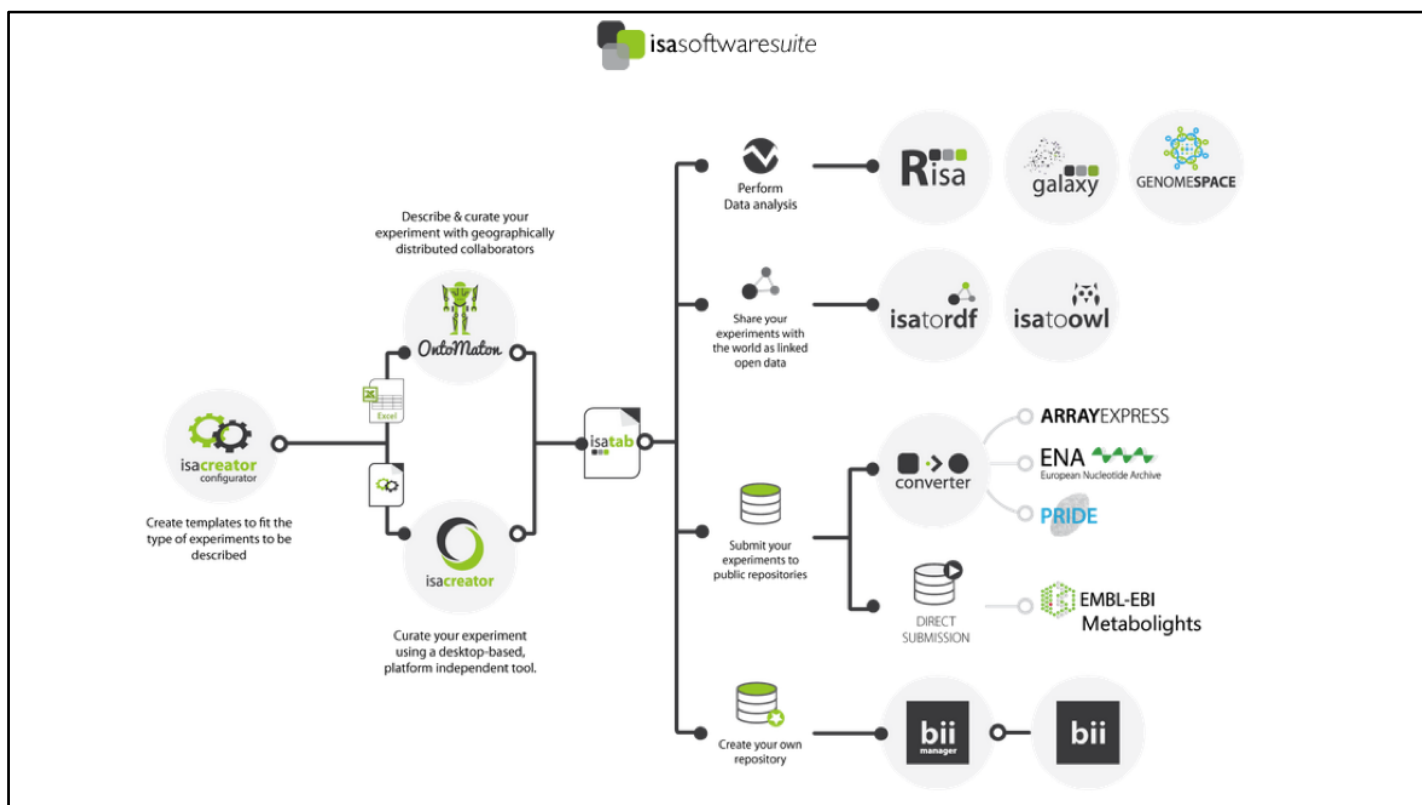 isasoftwaresuite
Describe & curate your
experiment with geographically
distributed collaborators
OntoMaton
Excel
isacreator
configurator
Create templates to fit the
type of experiments to be
described
isacreator
Curate your experiment
using a desktop-based,
platform independent tool.
isatab
Perform
Data analysis
Risa
galaxy
GENOMESPACE
Share your
experiments with
the world as linked
open data
isatordf
isatoowl
Submit your
experiments to
public repositories
converter
ARRAYEXPRESS
ENA
European Nucleotide Archive
PRIDE
DIRECT
SUBMISSION
EMBL-EBI
Metabolights
Create your own
repository
bii
manager
bii